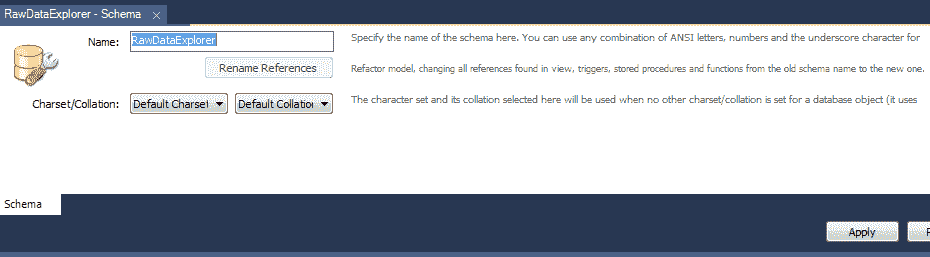 RawDataExplorer - Schema
Name: RawDataExplorer Specify the name of the schema here. You can use any combination of ANSI letters, numbers and the underscore character for
Rename References Refactor model, changing all references found in view, triggers, stored procedures and functions from the old schema name to the new one.
Charset/Collation: Default Charset Default Collation The character set and its collation selected here will be used when no other charset/collation is set for a database object (it uses
Schema
Apply